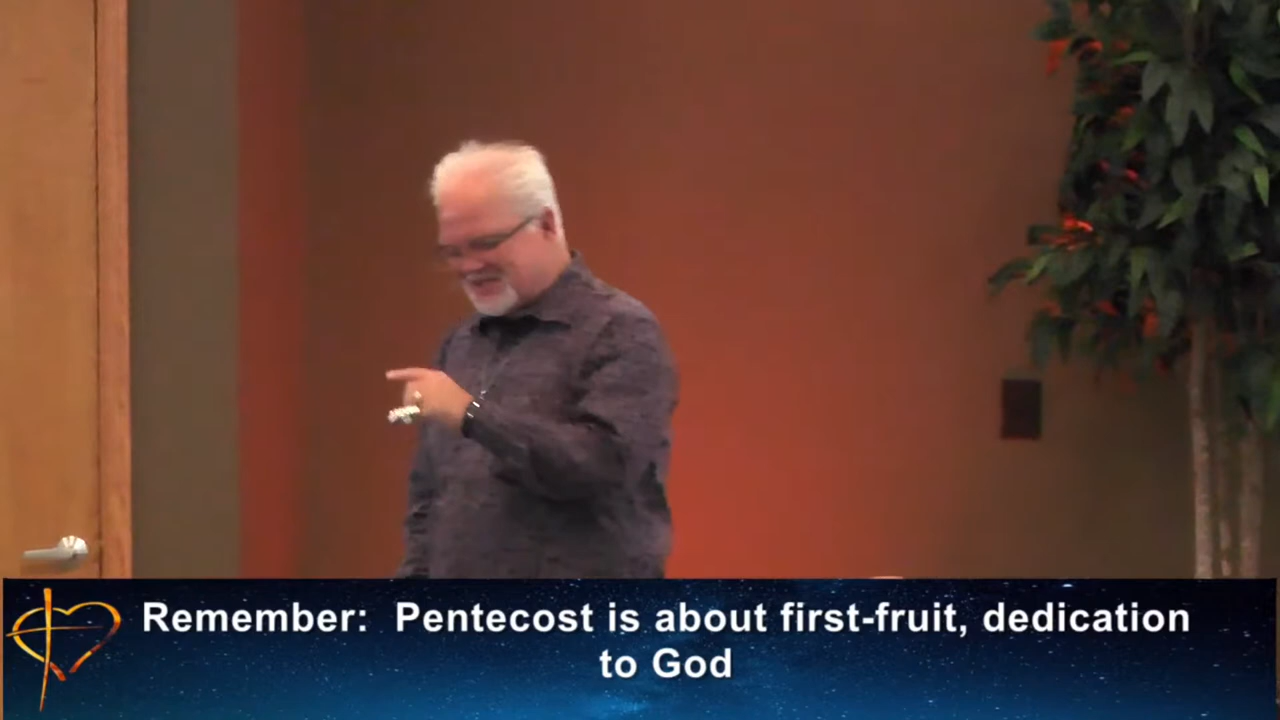 Remember:  Pentecost is about first-fruit, dedication
to God